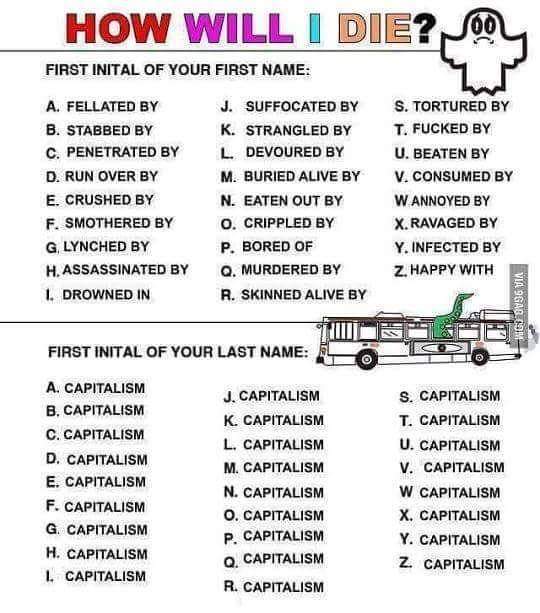 HOW WILL I DIE?
FIRST INITAL OF YOUR FIRST NAME:
A. FELLATED BY
B. STABBED BY
C. PENETRATED BY
D. RUN OVER BY
E. CRUSHED BY
F. SMOTHERED BY
G. LYNCHED BY
H. ASSASSINATED BY
I. DROWNED IN
J. SUFFOCATED BY
K. STRANGLED BY
L. DEVOURED BY
M. BURIED ALIVE BY
N. EATEN OUT BY
O. CRIPPLED BY
P. BORED OF
Q. MURDERED BY
R. SKINNED ALIVE BY
S. TORTURED BY
T. FUCKED BY
U. BEATEN BY
V. CONSUMED BY
W ANNOYED BY
X. RAVAGED BY
Y. INFECTED BY
Z. HAPPY WITH
VIA 9GAG.COM
FIRST INITAL OF YOUR LAST NAME:
A. CAPITALISM
B. CAPITALISM
C. CAPITALISM
D. CAPITALISM
E. CAPITALISM
F. CAPITALISM
G. CAPITALISM
H. CAPITALISM
I. CAPITALISM
J. CAPITALISM
K. CAPITALISM
L. CAPITALISM
M. CAPITALISM
N. CAPITALISM
O. CAPITALISM
P. CAPITALISM
Q. CAPITALISM
R. CAPITALISM
S. CAPITALISM
T. CAPITALISM
U. CAPITALISM
V. CAPITALISM
W CAPITALISM
X. CAPITALISM
Y. CAPITALISM
Z. CAPITALISM